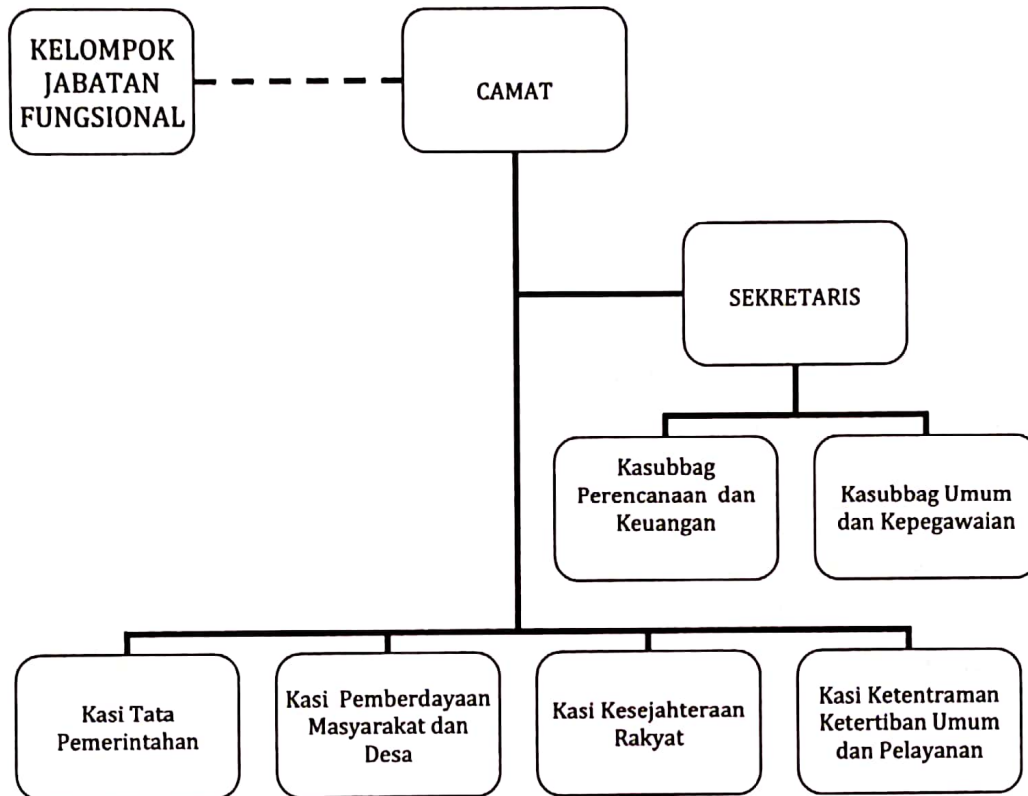 KELOMPOK
JABATAN
FUNGSIONAL
CAMAT
SEKRETARIS
Kasubbag
Perencanaan dan
Keuangan
Kasubbag Umum
dan Kepegawaian
Kasi Tata
Pemerintahan
Kasi Pemberdayaan
Masyarakat dan
Desa
Kasi Kesejahteraan
Rakyat
Kasi Ketentraman
Ketertiban Umum
dan Pelayanan